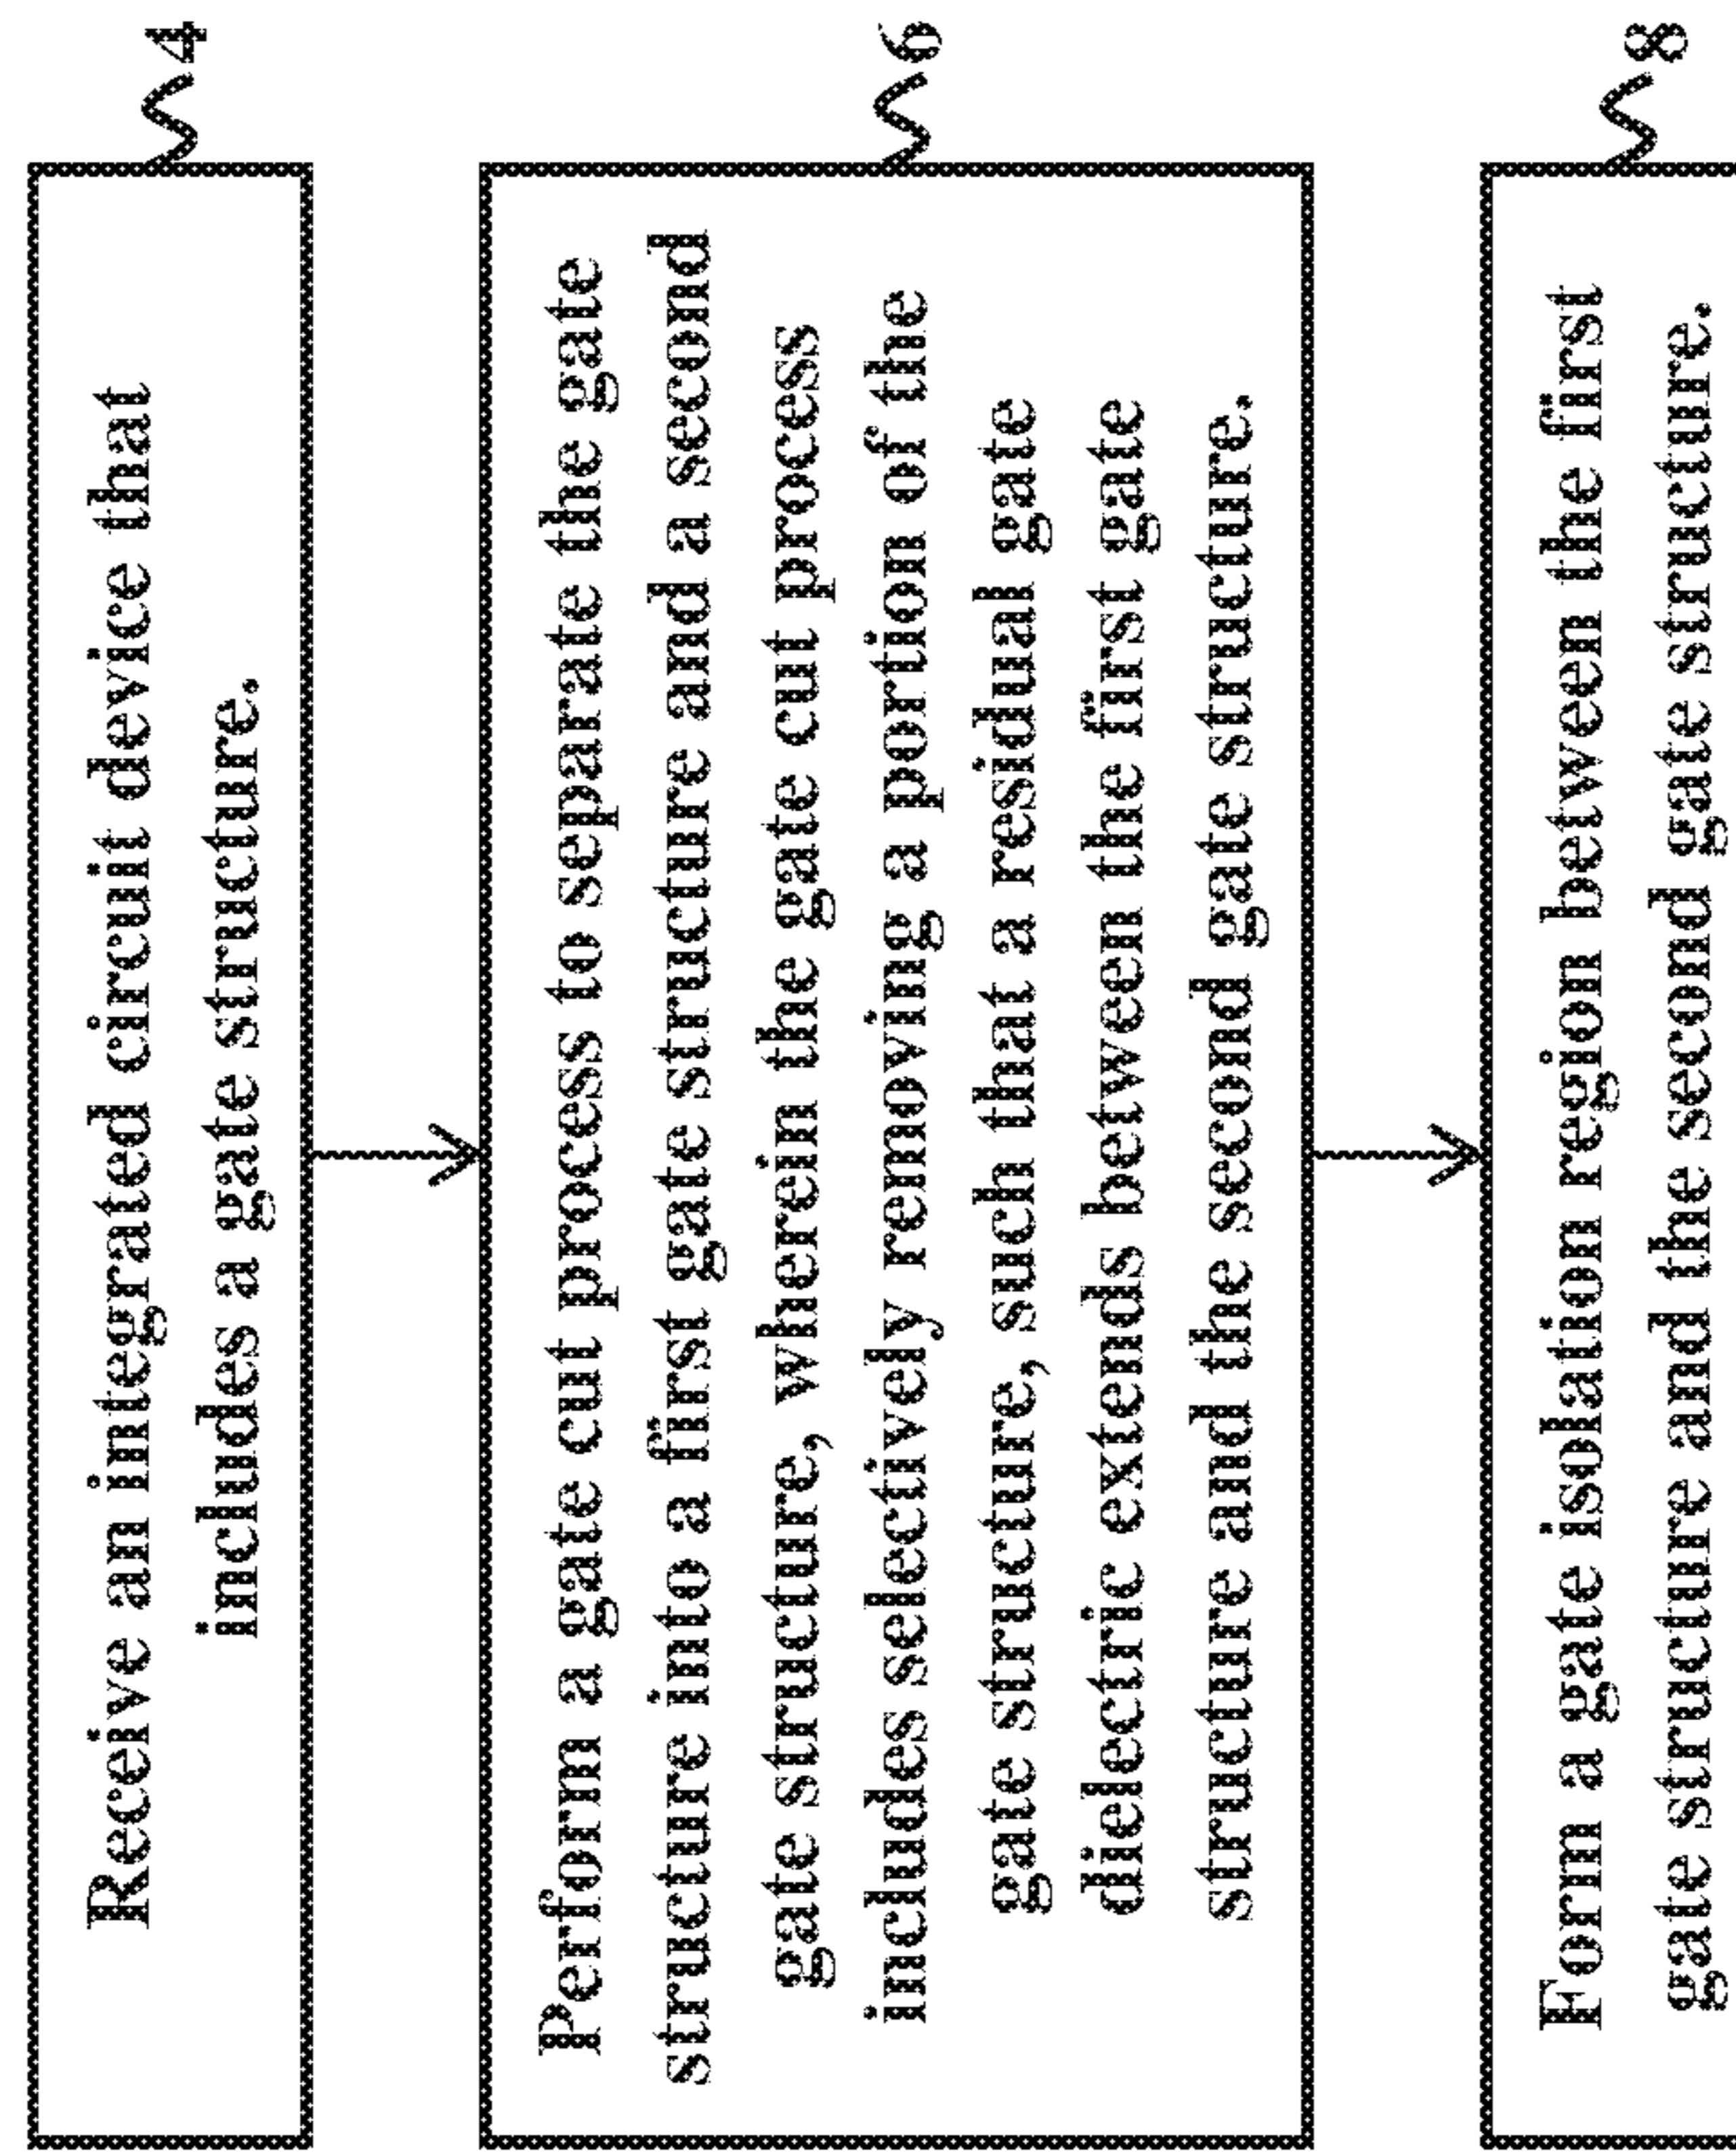 Receive an integrated circuit device that
includes a gate structure.
4
Perform a gate cut process to separate the gate
structure into a first gate structure and a second
gate structure, wherein the gate cut process
includes selectively removing a portion of the
gate structure, such that a residual gate
dielectric extends between the first gate
structure and the second gate structure.
6
Form a gate isolation region between the first
gate structure and the second gate structure.
8